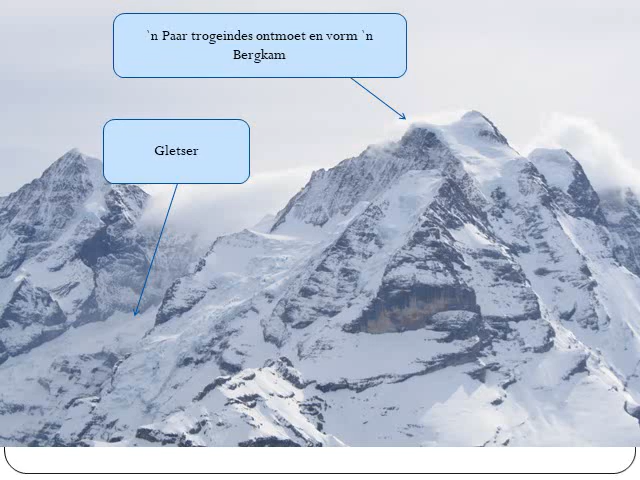 `n Paar trogeindes ontmoet en vorm `n
Bergkam
Gletser